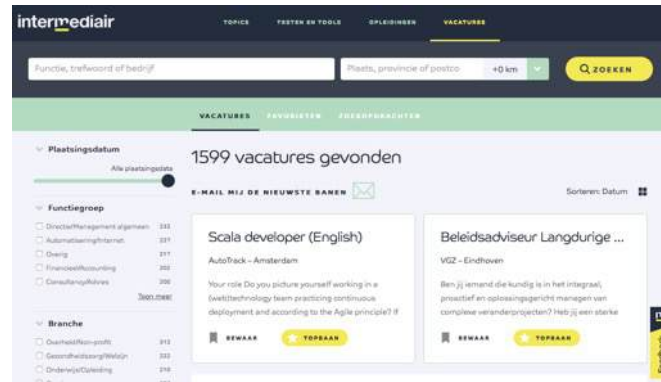 intermediair
TOPICS TESTEN EN TOOLS OPLEIDINGEN VACATURES
Functie, trefwoord of bedrijf Plaats, provincie of postco +0 km ZOEKEN
VACATURES FAVORIETEN ZOEKOPDRACHTEN
Plaatsingsdatum
Alle plaatsingsdata
1599 vacatures gevonden
E-MAIL MIJ DE NIEUWSTE BANEN Sorteren: Datum
Functiegroep
Directie/Management algemeen
Automatisering/Internet
Overig
Financieel/Accounting
Consultancy/Advies
Toon meer
Branche
Overheid/Non-profit
Gezondheidszorg/Welzijn
Onderwijs/Opleiding
Scala developer (English)
AutoTrack - Amsterdam
Your role Do you picture yourself working in a
(web)technology team practicing continuous
deployment and according to the Agile principle? If
BEWAAR TOPBAAN
Beleidsadviseur Langdurige ...
VGZ - Eindhoven
Ben jij iemand die kundig is in het integraal,
proactief en oplossingsgericht managen van
complexe veranderprojecten? Heb jij een sterke
BEWAAR TOPBAAN